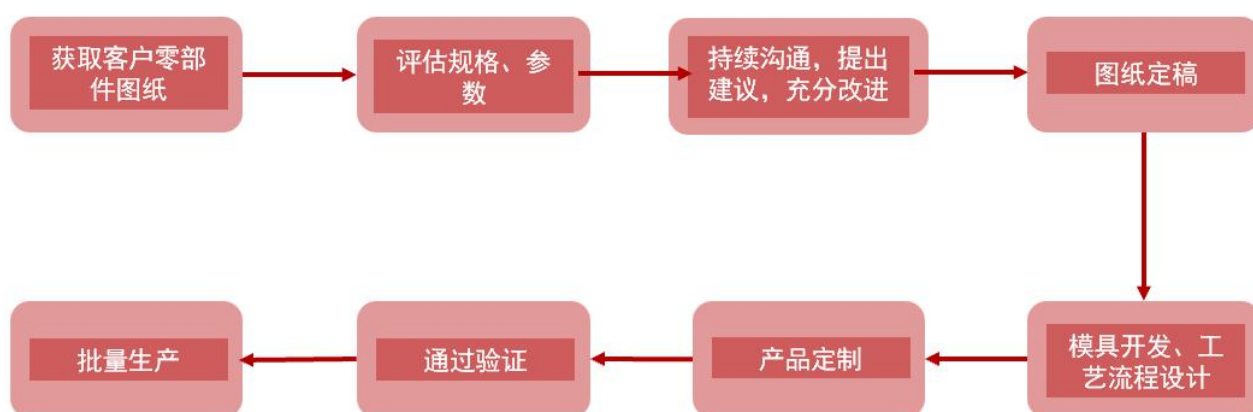 获取客户零部
件图纸
评估规格、参
数
持续沟通，提出
建议，充分改进
图纸定稿
批量生产
通过验证
产品定制
模具开发、工
艺流程设计